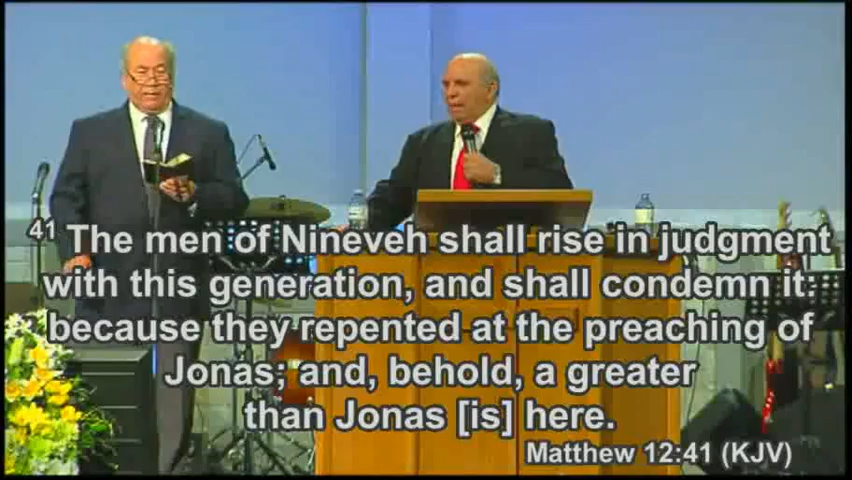 41 The men of Nineveh shall rise in judgment
with this generation, and shall condemn it:
because they repented at the preaching of
Jonas; and, behold, a greater
than Jonas [is] here.
Matthew 12:41 (KJV)